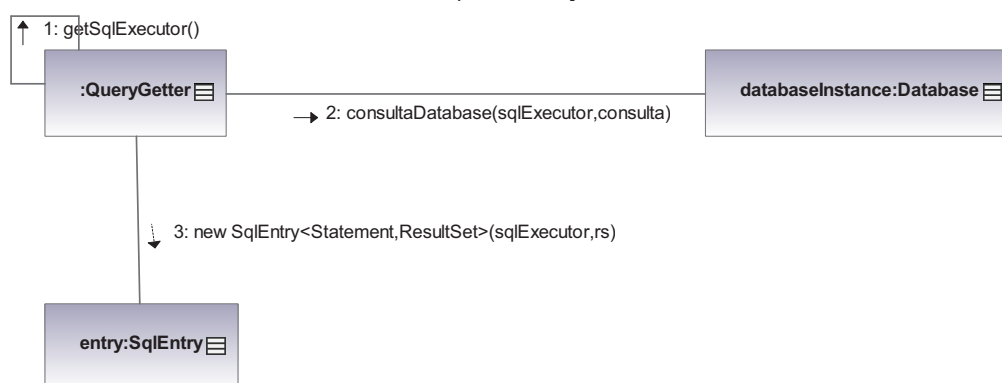 1: getSqlExecutor()
:QueryGetter
databaseInstance:Database
2: consultaDatabase(sqlExecutor,consulta)
3: new SqlEntry<Statement,ResultSet>(sqlExecutor,rs)
entry:SqlEntry